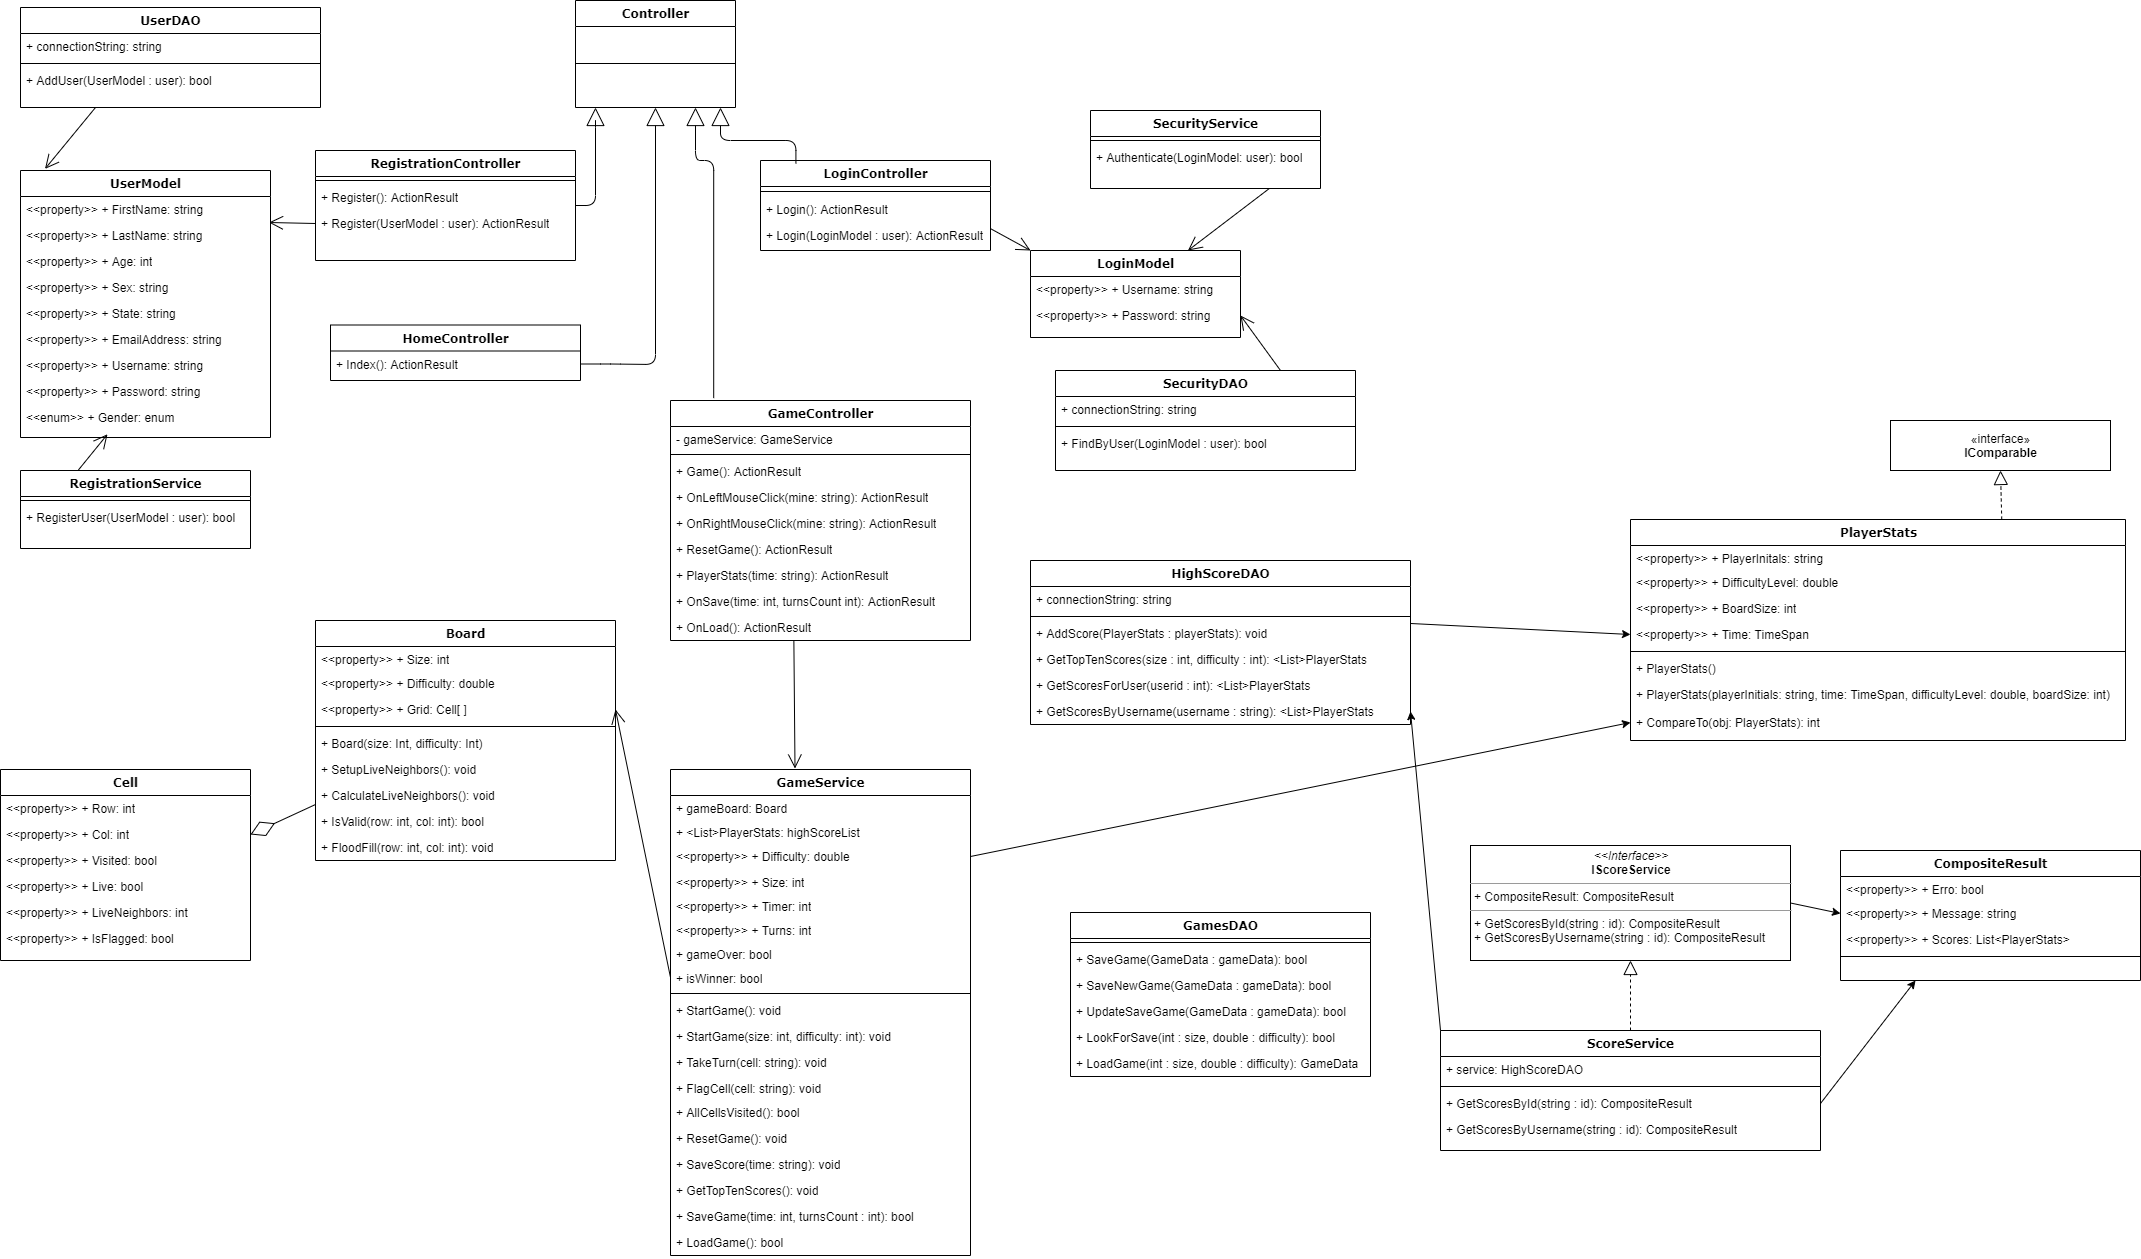 UserDAO
+ connectionString: string
+ AddUser(UserModel : user): bool
Controller
UserModel
<<property>> + FirstName: string
<<property>> + LastName: string
<<property>> + Age: int
<<property>> + Sex: string
<<property>> + State: string
<<property>> + EmailAddress: string
<<property>> + Username: string
<<property>> + Password: string
<<enum>> + Gender: enum
RegistrationController
+ Register(): ActionResult
+ Register(UserModel : user): ActionResult
LoginController
+ Login(): ActionResult
+ Login(LoginModel : user): ActionResult
SecurityService
+ Authenticate(LoginModel: user): bool
LoginModel
<<property>> + Username: string
<<property>> + Password: string
HomeController
+ Index(): ActionResult
SecurityDAO
+ connectionString: string
+ FindByUser(LoginModel : user): bool
RegistrationService
+ RegisterUser(UserModel : user): bool
GameController
- gameService: GameService
+ Game(): ActionResult
+ OnLeftMouseClick(mine: string): ActionResult
+ OnRightMouseClick(mine: string): ActionResult
+ ResetGame(): ActionResult
+ PlayerStats(time: string): ActionResult
+ OnSave(time: int, turnsCount int): ActionResult
+ OnLoad(): ActionResult
«interface»
IComparable
PlayerStats
<<property>> + PlayerInitals: string
<<property>> + DifficultyLevel: double
<<property>> + BoardSize: int
<<property>> + Time: TimeSpan
+ PlayerStats()
+ PlayerStats(playerInitials: string, time: TimeSpan, difficultyLevel: double, boardSize: int)
+ CompareTo(obj: PlayerStats): int
HighScoreDAO
+ connectionString: string
+ AddScore(PlayerStats : playerStats): void
+ GetTopTenScores(size : int, difficulty : int): <List>PlayerStats
+ GetScoresForUser(userid : int): <List>PlayerStats
+ GetScoresByUsername(username : string): <List>PlayerStats
Board
<<property>> + Size: int
<<property>> + Difficulty: double
<<property>> + Grid: Cell[ ]
+ Board(size: Int, difficulty: Int)
+ SetupLiveNeighbors(): void
+ CalculateLiveNeighbors(): void
+ IsValid(row: int, col: int): bool
+ FloodFill(row: int, col: int): void
Cell
<<property>> + Row: int
<<property>> + Col: int
<<property>> + Visited: bool
<<property>> + Live: bool
<<property>> + LiveNeighbors: int
<<property>> + IsFlagged: bool
GameService
+ gameBoard: Board
+ <List>PlayerStats: highScoreList
<<property>> + Difficulty: double
<<property>> + Size: int
<<property>> + Timer: int
<<property>> + Turns: int
+ gameOver: bool
+ isWinner: bool
+ StartGame(): void
+ StartGame(size: int, difficulty: int): void
+ TakeTurn(cell: string): void
+ FlagCell(cell: string): void
+ AllCellsVisited(): bool
+ ResetGame(): void
+ SaveScore(time: string): void
+ GetTopTenScores(): void
+ SaveGame(time: int, turnsCount : int): bool
+ LoadGame(): bool
GamesDAO
+ SaveGame(GameData : gameData): bool
+ SaveNewGame(GameData : gameData): bool
+ UpdateSaveGame(GameData : gameData): bool
+ LookForSave(int : size, double : difficulty): bool
+ LoadGame(int : size, double : difficulty): GameData
<<Interface>>
IScoreService
+ CompositeResult: CompositeResult
+ GetScoresById(string : id): CompositeResult
+ GetScoresByUsername(string : id): CompositeResult
CompositeResult
<<property>> + Erro: bool
<<property>> + Message: string
<<property>> + Scores: List<PlayerStats>
ScoreService
+ service: HighScoreDAO
+ GetScoresById(string : id): CompositeResult
+ GetScoresByUsername(string : id): CompositeResult